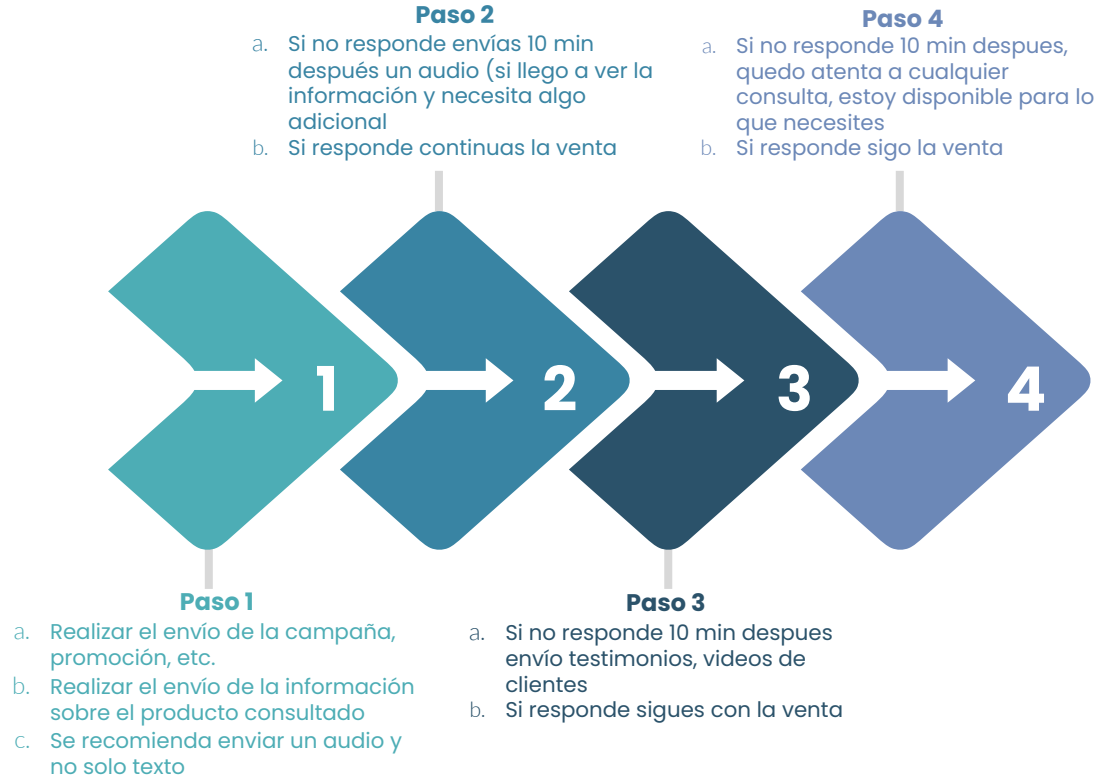 Paso 2
a. Si no responde envías 10 min
después un audio (si llego a ver la
información y necesita algo
adicional
b. Si responde continuas la venta
Paso 4
a. Si no responde 10 min despues,
quedo atenta a cualquier
consulta, estoy disponible para lo
que necesites
b. Si responde sigo la venta
1
2
3
4
Paso 1
a. Realizar el envío de la campaña,
promoción, etc.
b. Realizar el envío de la información
sobre el producto consultado
c. Se recomienda enviar un audio y
no solo texto
Paso 3
a. Si no responde 10 min despues
envío testimonios, videos de
clientes
b. Si responde sigues con la venta